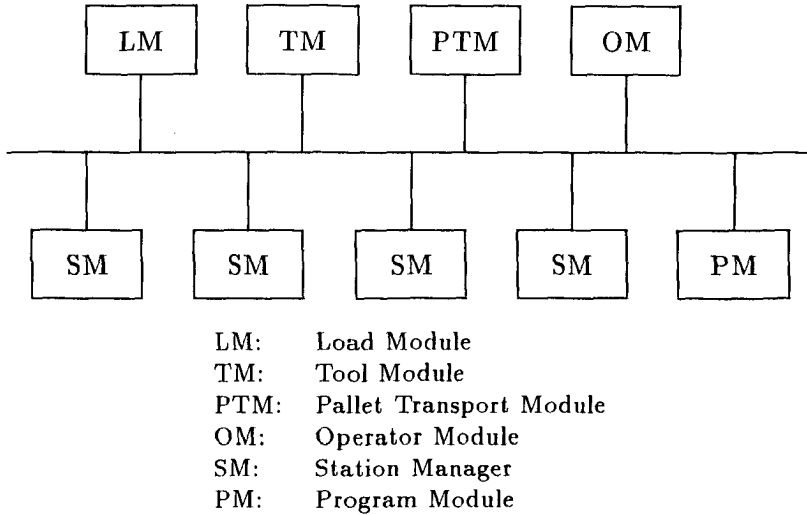 LM TM PTM OM
SM SM SM SM PM
LM: Load Module
TM: Tool Module
PTM: Pallet Transport Module
OM: Operator Module
SM: Station Manager
PM: Program Module